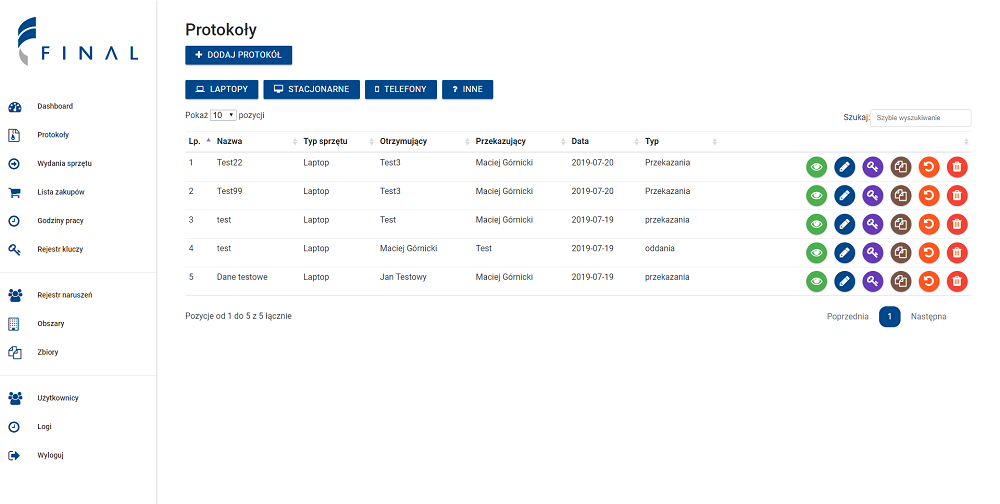 FINAL
Dashboard
Protokoły
Wydania sprzętu
Lista zakupów
Godziny pracy
Rejestr kluczy
Rejestr naruszeń
Obszary
Zbiory
Użytkownicy
Logi
Wyloguj
Protokoły
+ DODAJ PROTOKÓŁ
LAPTOPY STACJONARNE TELEFONY ? INNE
Pokaż 10 pozycji Szukaj: Szybie wyszukiwanie
Lp. Nazwa Typ sprzętu Otrzymujący Przekazujący Data Typ
1 Test22 Laptop Test3 Maciej Górnicki 2019-07-20 Przekazania
2 Test99 Laptop Test3 Maciej Górnicki 2019-07-20 Przekazania
3 test Laptop Test Maciej Górnicki 2019-07-19 przekazania
4 test Laptop Maciej Górnicki Test 2019-07-19 oddania
5 Dane testowe Laptop Jan Testowy Maciej Górnicki 2019-07-19 przekazania
Pozycje od 1 do 5 z 5 łącznie Poprzednia 1 Następna